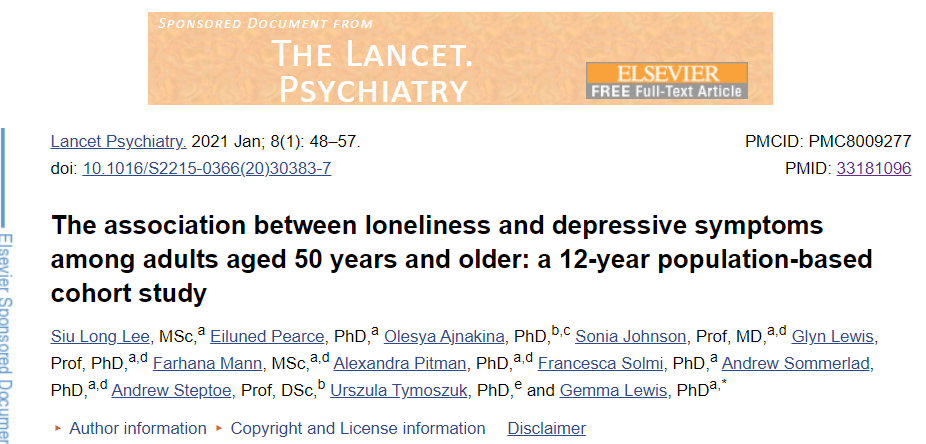 SPONSORED DOCUMENT FROM
THE LANCET.
PSYCHIATRY
ELSEVIER
FREE Full-Text Article
Lancet Psychiatry. 2021 Jan; 8(1): 48–57.
PMCID: PMC8009277
doi: 10.1016/S2215-0366(20)30383-7
PMID: 33181096
The association between loneliness and depressive symptoms
among adults aged 50 years and older: a 12-year population-based
cohort study
Siu Long Lee, MSc,a Eiluned Pearce, PhD,a Olesya Ajnakina, PhD,b,c Sonia Johnson, Prof, MD,a,d Glyn Lewis,
Prof, PhD,a,d Farhana Mann, MSc,a,d Alexandra Pitman, PhD,a,d Francesca Solmi, PhD,a Andrew Sommerlad,
PhD,a,d Andrew Steptoe, Prof, DSc,b Urszula Tymoszuk, PhD,e and Gemma Lewis, PhDa,*
▸ Author information ▸ Copyright and License information Disclaimer
Elsevier Sponsored Documen